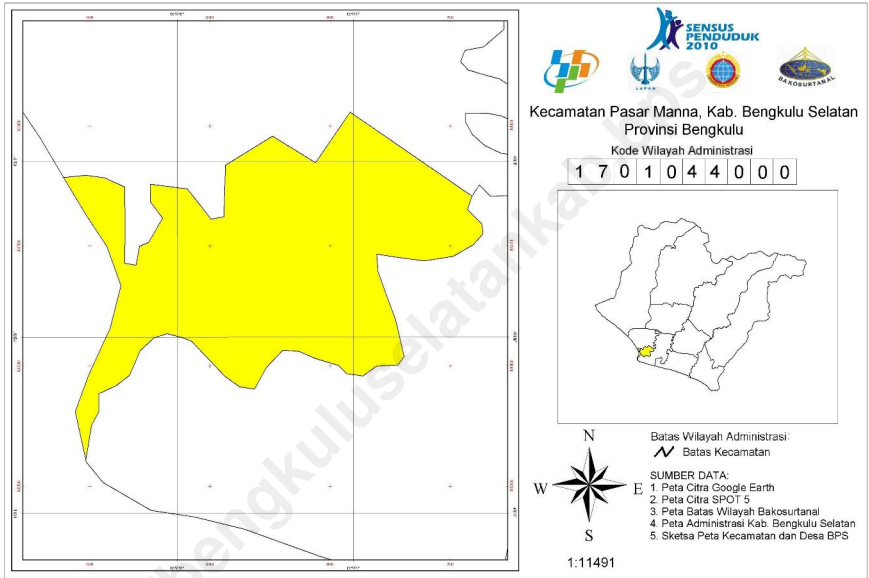 SENSUS
PENDUDUK
2010
LAPAN
BAKOSURTANAL
Kecamatan Pasar Manna, Kab. Bengkulu Selatan
Provinsi Bengkulu
Kode Wilayah Administrasi
1 7 0 1 0 4 4 0 0 0
N
W E
S
1:11491
Batas Wilayah Administrasi:
Batas Kecamatan
SUMBER DATA:
1. Peta Citra Google Earth
2. Peta Citra SPOT 5
3. Peta Batas Wilayah Bakosurtanal
4. Peta Administrasi Kab. Bengkulu Selatan
5. Sketsa Peta Kecamatan dan Desa BPS
bengkuluselatankab.bps